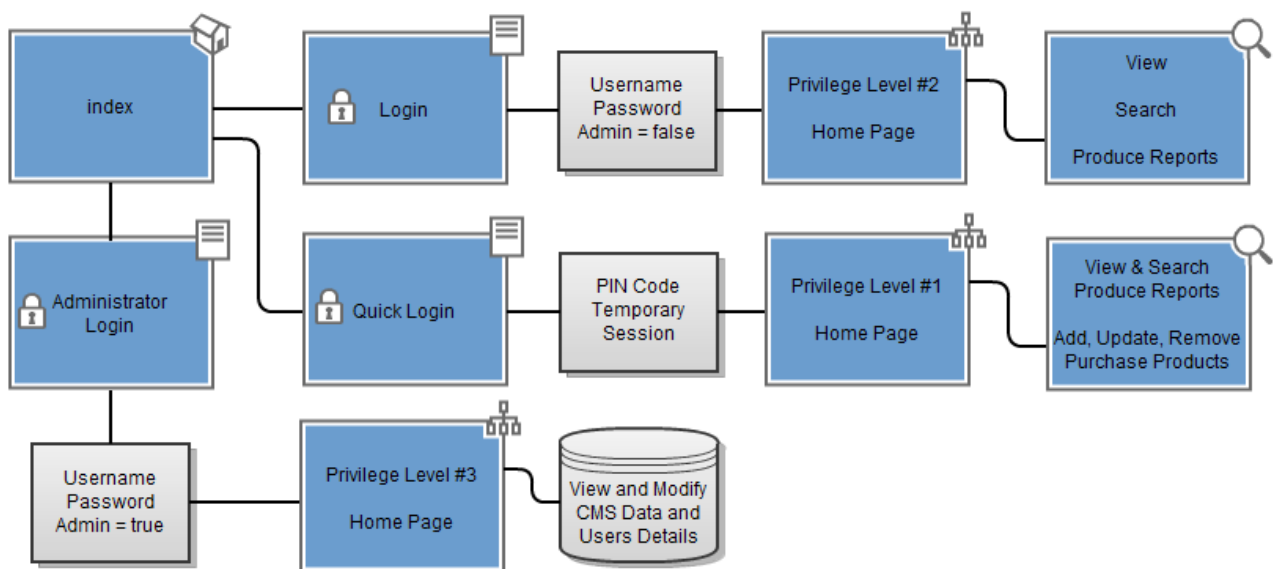 index
Login
Username
Password
Admin = false
Privilege Level #2
Home Page
View
Search
Produce Reports
Administrator
Login
Quick Login
PIN Code
Temporary
Session
Privilege Level #1
Home Page
View & Search
Produce Reports
Add, Update, Remove
Purchase Products
Username
Password
Admin = true
Privilege Level #3
Home Page
View and Modify
CMS Data and
Users Details